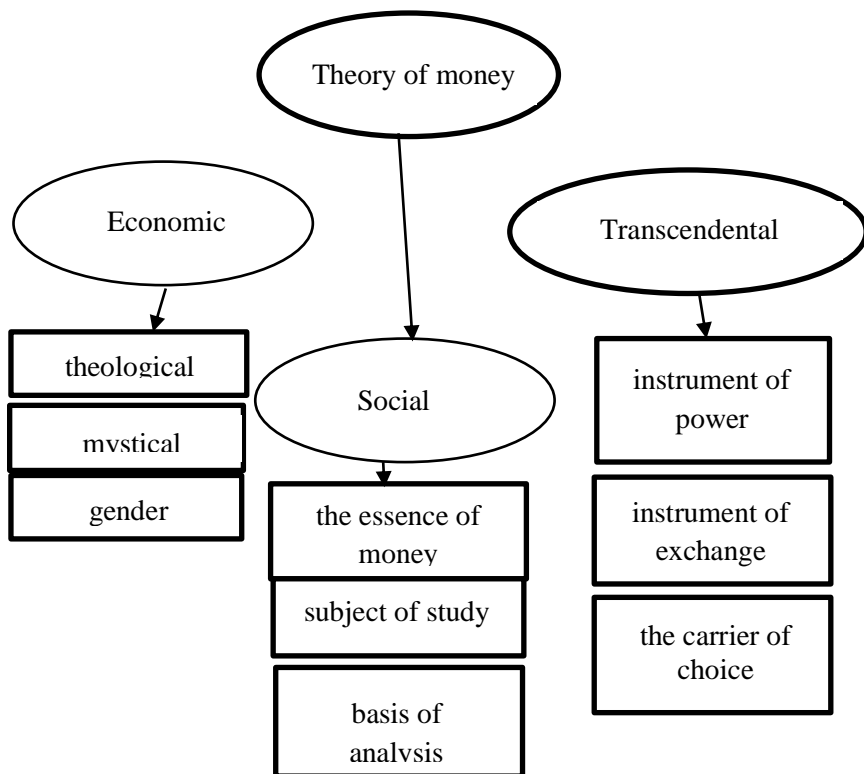 Theory of money
Economic
theological
mystical
gender
Social
the essence of
money
subject of study
basis of
analysis
Transcendental
instrument of
power
instrument of
exchange
the carrier of
choice